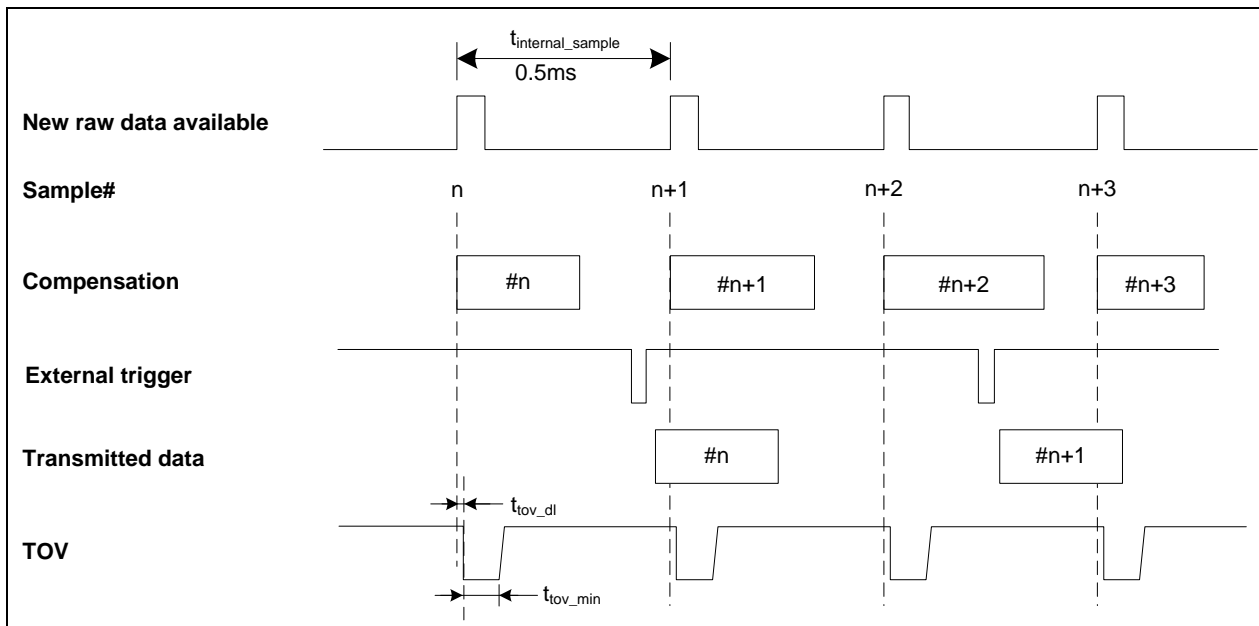 t_internal_sample
0.5ms
New raw data available
Sample# n n+1 n+2 n+3
Compensation #n #n+1 #n+2 #n+3
External trigger
Transmitted data #n #n+1
t_tov_dl
TOV
t_tov_min